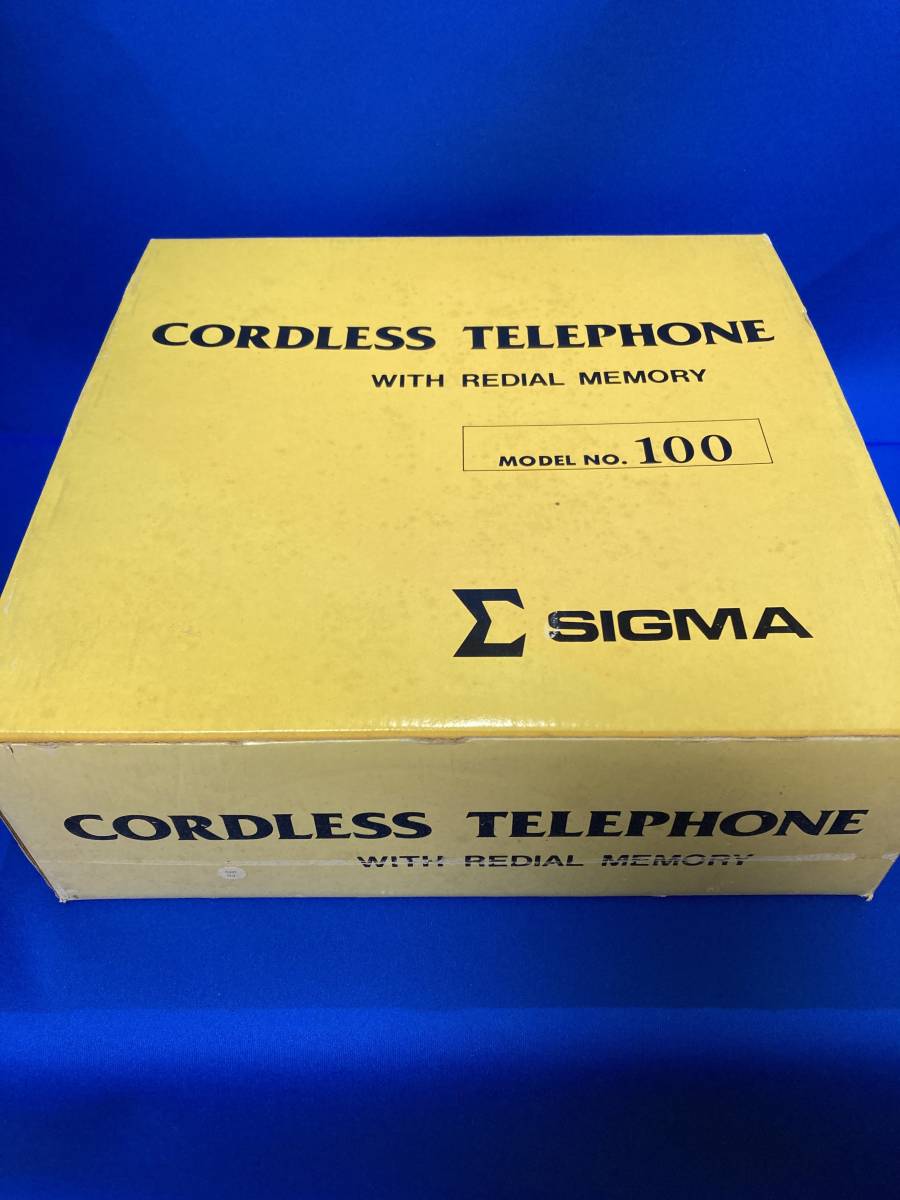 CORDLESS TELEPHONE
WITH REDIAL MEMORY
MODEL NO. 100
Σ SIGMA
CORDLESS TELEPHONE
WITH REDIAL MEMORY